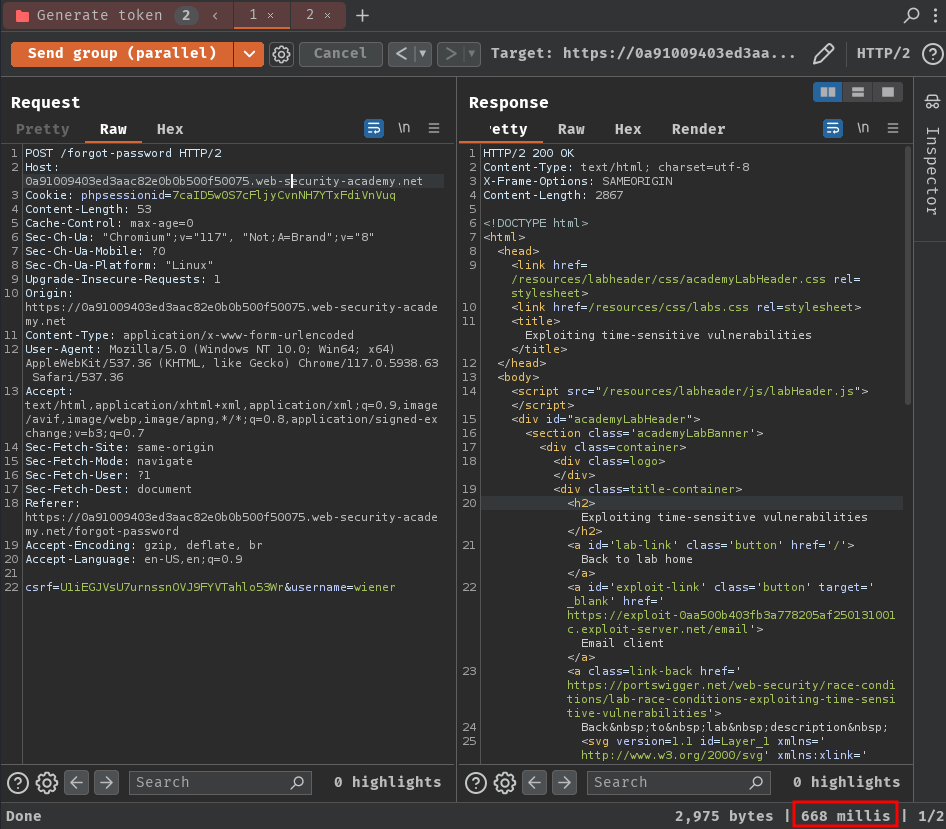 Generate token 2 < 1 × 2 × +
Send group (parallel) Cancel < > Target: https://0a91009403ed3aa... HTTP/2
Request
Pretty Raw Hex \n
1 POST /forgot-password HTTP/2
2 Host:
0a91009403ed3aac82e0b0b500f50075.web-security-academy.net
3 Cookie: phpsessionid=7caID5w0S7cFljyCvnNH7YTxFdiVnVuq
4 Content-Length: 53
5 Cache-Control: max-age=0
6 Sec-Ch-Ua: "Chromium";v="117", "Not;A=Brand";v="8"
7 Sec-Ch-Ua-Mobile: ?0
8 Sec-Ch-Ua-Platform: "Linux"
9 Upgrade-Insecure-Requests: 1
10 Origin:
https://0a91009403ed3aac82e0b0b500f50075.web-security-acade
my.net
11 Content-Type: application/x-www-form-urlencoded
12 User-Agent: Mozilla/5.0 (Windows NT 10.0; Win64; x64)
AppleWebKit/537.36 (KHTML, like Gecko) Chrome/117.0.5938.63
Safari/537.36
13 Accept:
text/html,application/xhtml+xml,application/xml;q=0.9,image
/avif,image/webp,image/apng,*/*;q=0.8,application/signed-ex
change;v=b3;q=0.7
14 Sec-Fetch-Site: same-origin
15 Sec-Fetch-Mode: navigate
16 Sec-Fetch-User: ?1
17 Sec-Fetch-Dest: document
18 Referer:
https://0a91009403ed3aac82e0b0b500f50075.web-security-acade
my.net/forgot-password
19 Accept-Encoding: gzip, deflate, br
20 Accept-Language: en-US,en;q=0.9
21
22 csrf=U1iEGJVsU7urnssnOVJ9FYVTahlo53Wr&username=wiener
Search 0 highlights
Response
retty Raw Hex Render \n
1 HTTP/2 200 OK
2 Content-Type: text/html; charset=utf-8
3 X-Frame-Options: SAMEORIGIN
4 Content-Length: 2867
5
6 <!DOCTYPE html>
7 <html>
8 <head>
9 <link href=
/resources/labheader/css/academyLabHeader.css rel=
stylesheet>
10 <link href=/resources/css/labs.css rel=stylesheet>
11 <title>
Exploiting time-sensitive vulnerabilities
</title>
12 </head>
13 <body>
14 <script src="/resources/labheader/js/labHeader.js">
</script>
15 <div id="academyLabHeader">
16 <section class='academyLabBanner'>
17 <div class=container>
18 <div class=logo>
</div>
19 <div class=title-container>
20 <h2>
Exploiting time-sensitive vulnerabilities
</h2>
21 <a id='lab-link' class='button' href='/'>
Back to lab home
</a>
22 <a id='exploit-link' class='button' target='
_blank' href='
https://exploit-0aa500b403fb3a778205af250131001
c.exploit-server.net/email'>
Email client
</a>
23 <a class=link-back href='
https://portswigger.net/web-security/race-condi
tions/lab-race-conditions-exploiting-time-sensi
tive-vulnerabilities'>
24 Back&nbsp;to&nbsp;lab&nbsp;description&nbsp;
25 <svg version=1.1 id=Layer_1 xmlns='
http://www.w3.org/2000/svg' xmlns:xlink='
Search 0 highlights
Inspector
Done 2,975 bytes | 668 millis | 1/2